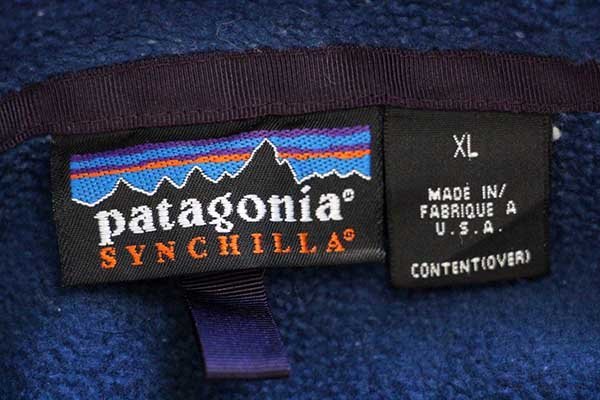 patagonia®
SYNCHILLA®
XL
MADE IN/
FABRIQUE A
U.S.A.
CONTENT(OVER)